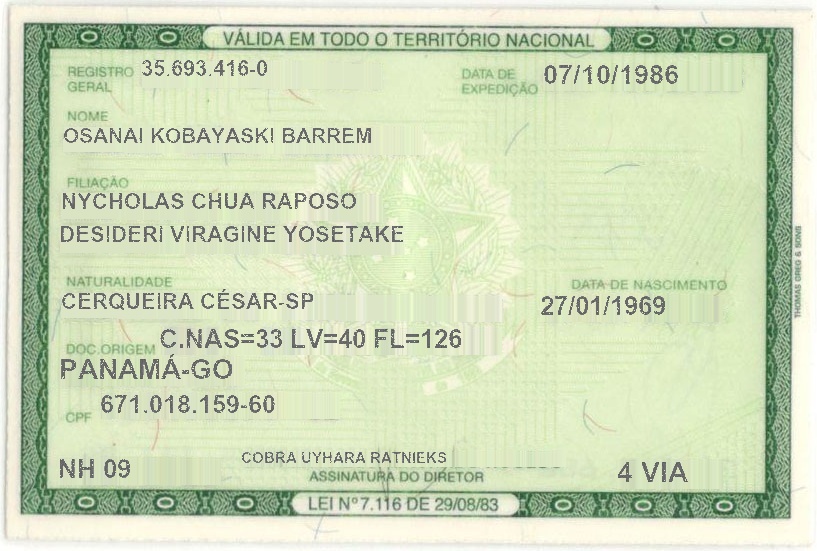 VÁLIDA EM TODO O TERRITÓRIO NACIONAL
REGISTRO GERAL 35.693.416-0 DATA DE EXPEDIÇÃO 07/10/1986
NOME
OSANAI KOBAYASKI BARREM
FILIAÇÃO
NYCHOLAS CHUA RAPOSO
DESIDERI VIRAGINE YOSETAKE
NATURALIDADE DATA DE NASCIMENTO
CERQUEIRA CÉSAR-SP 27/01/1969
DOC.ORIGEM C.NAS=33 LV=40 FL=126
PANAMÁ-GO
CPF 671.018.159-60
NH 09 COBRA UYHARA RATNIEKS 4 VIA
ASSINATURA DO DIRETOR
LEI Nº 7.116 DE 29/08/83
THOMAS GREG & SONS